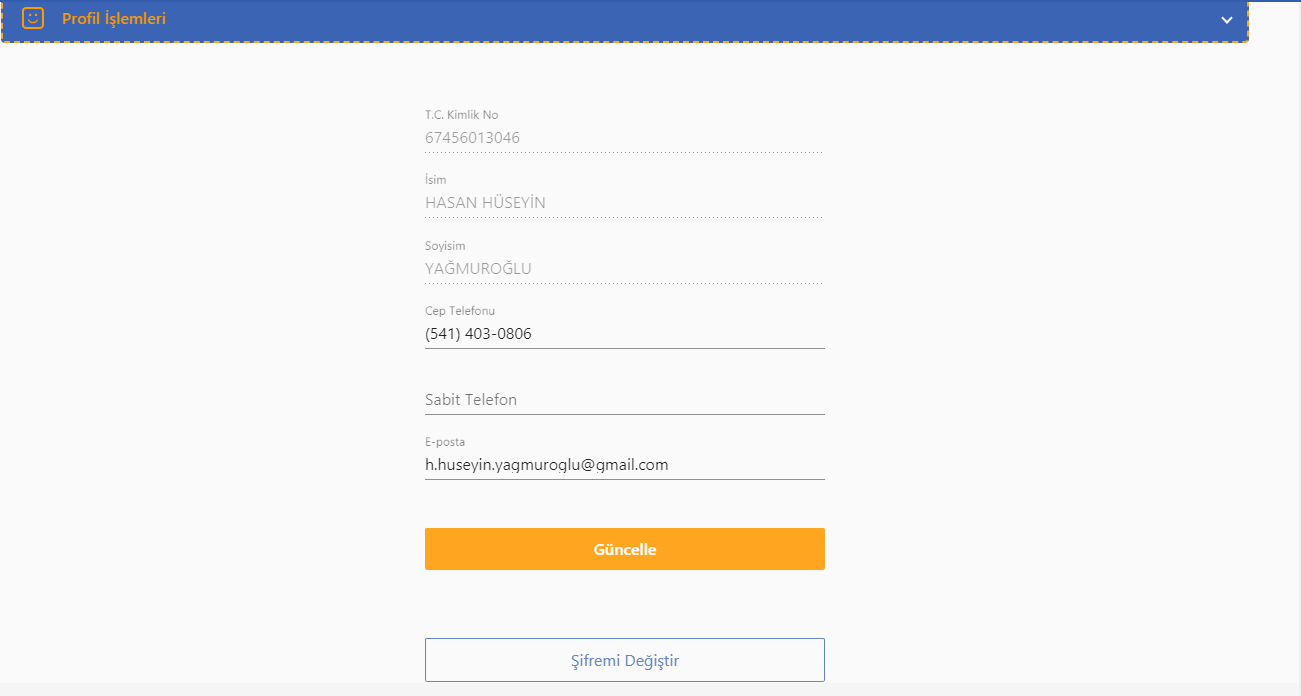 Profil İşlemleri
T.C. Kimlik No
67456013046
İsim
HASAN HÜSEYİN
Soyisim
YAĞMUROĞLU
Cep Telefonu
(541) 403-0806
Sabit Telefon
E-posta
h.huseyin.yagmuroglu@gmail.com
Güncelle
Şifremi Değiştir